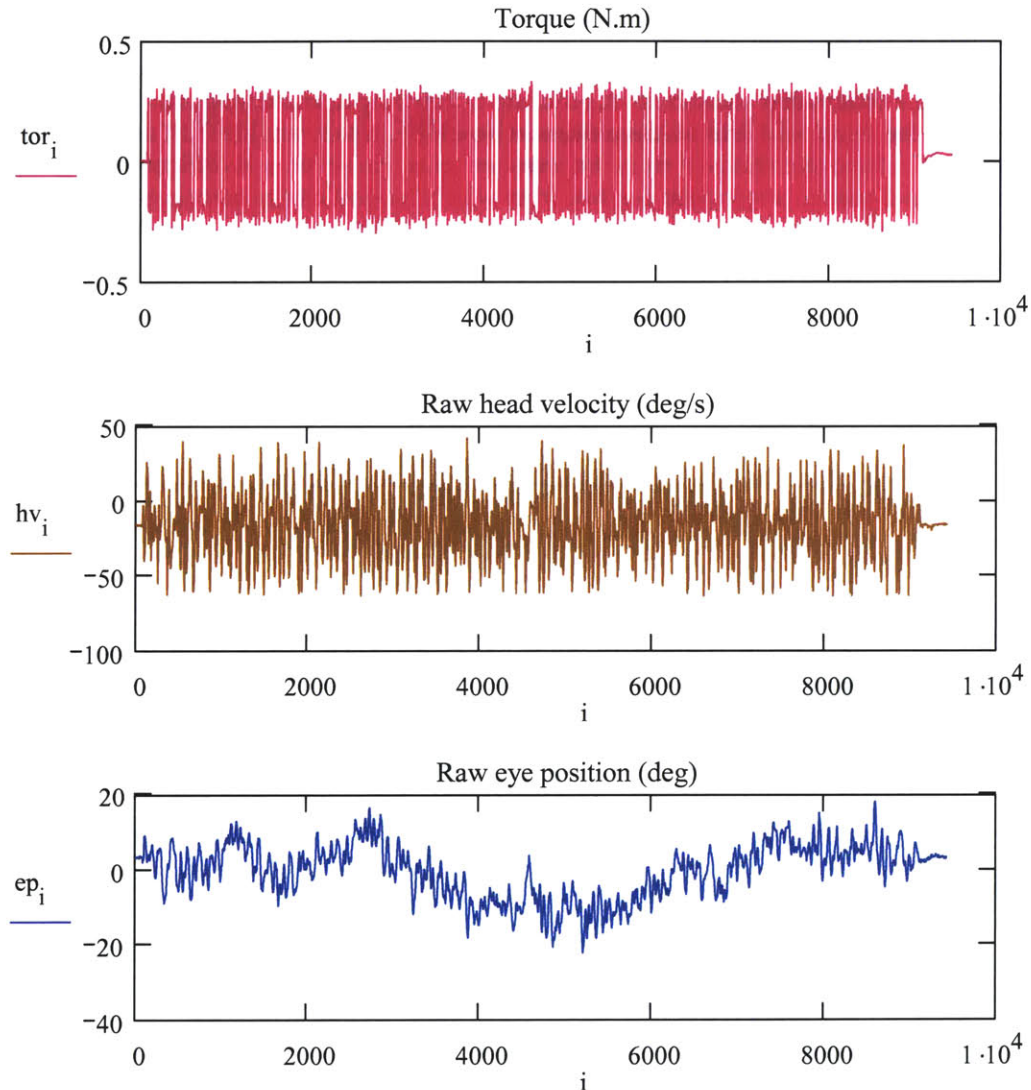 Torque (N.m)
0.5
tor_i
0
−0.5
0 2000 4000 6000 8000 1·10^4
i
Raw head velocity (deg/s)
50
0
hv_i
−50
−100
0 2000 4000 6000 8000 1·10^4
i
Raw eye position (deg)
20
0
ep_i
−20
−40
0 2000 4000 6000 8000 1·10^4
i